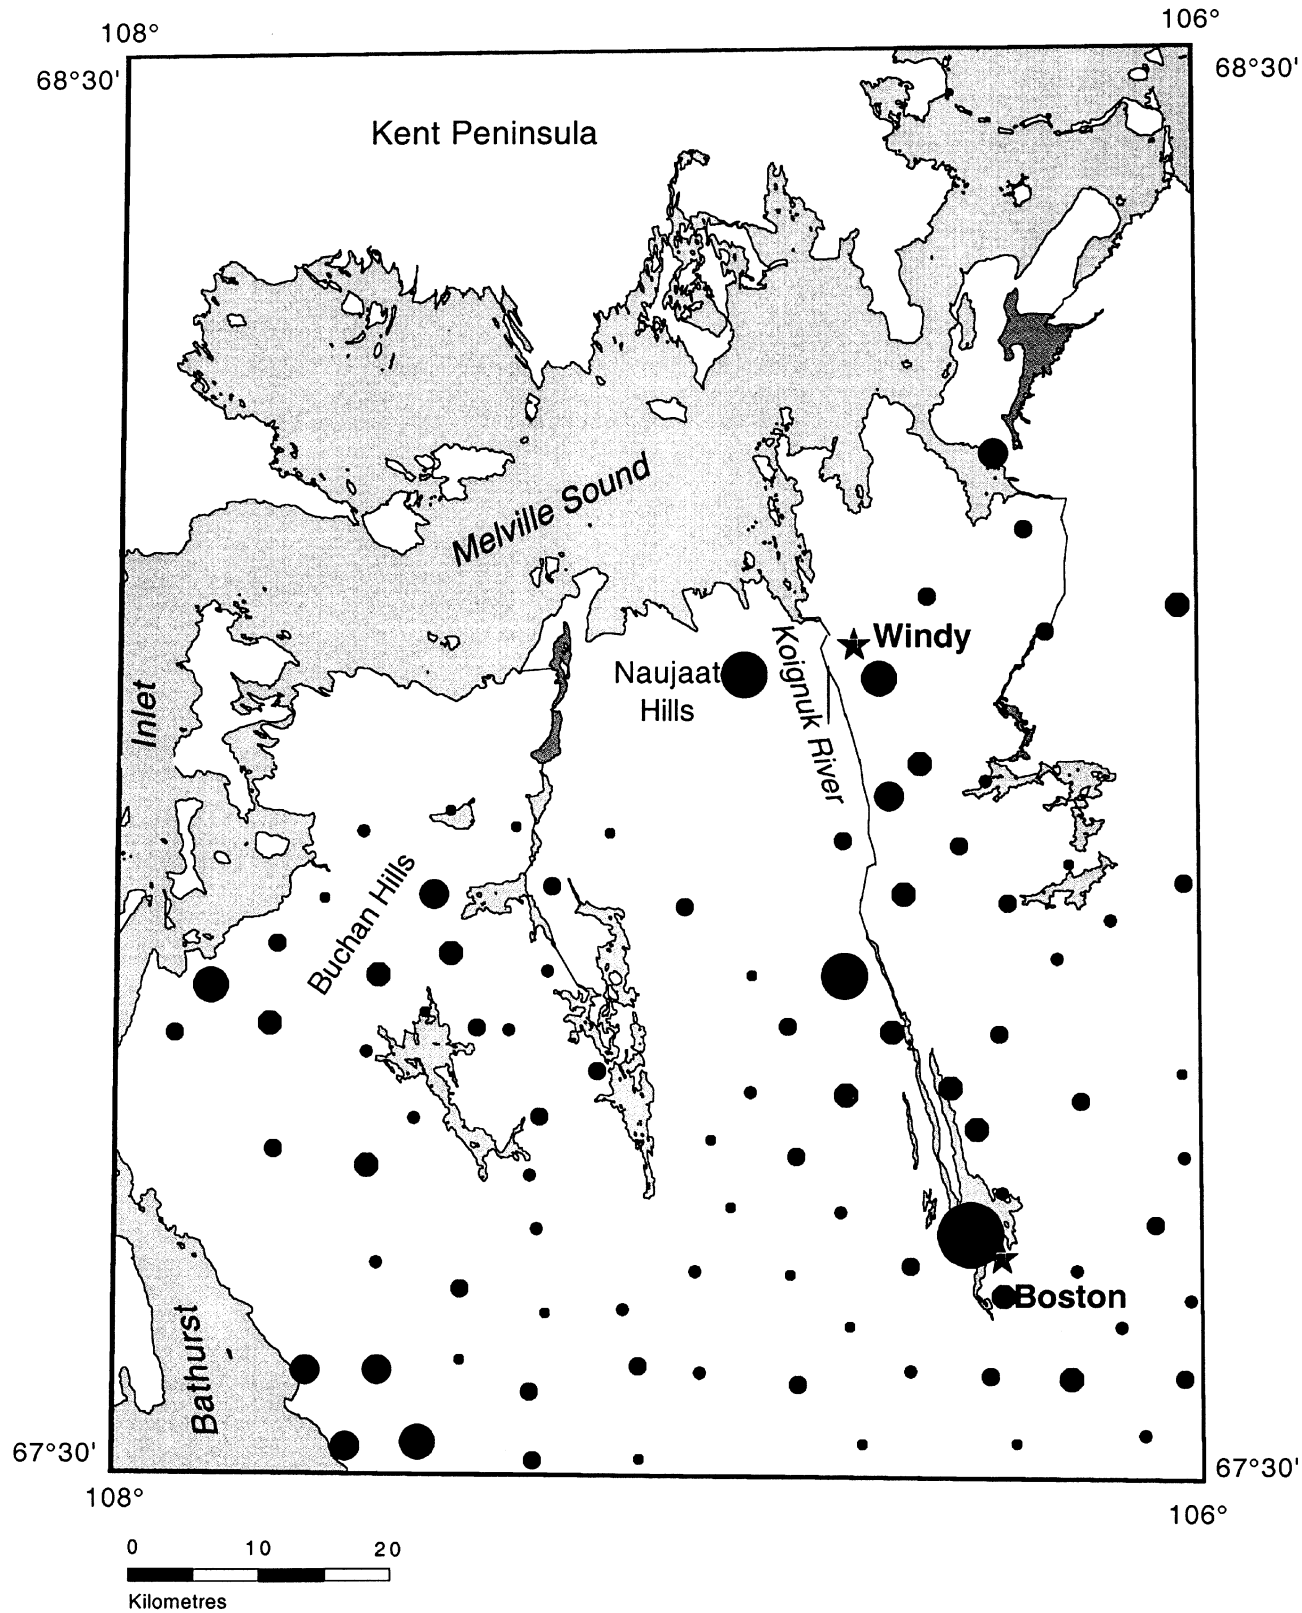 108°
106°
68°30'
68°30'
Kent Peninsula
Melville Sound
Windy
Naujaat
Hills
Koignuk River
Inlet
Buchan Hills
Boston
Bathurst
67°30'
67°30'
108°
106°
0 10 20
Kilometres